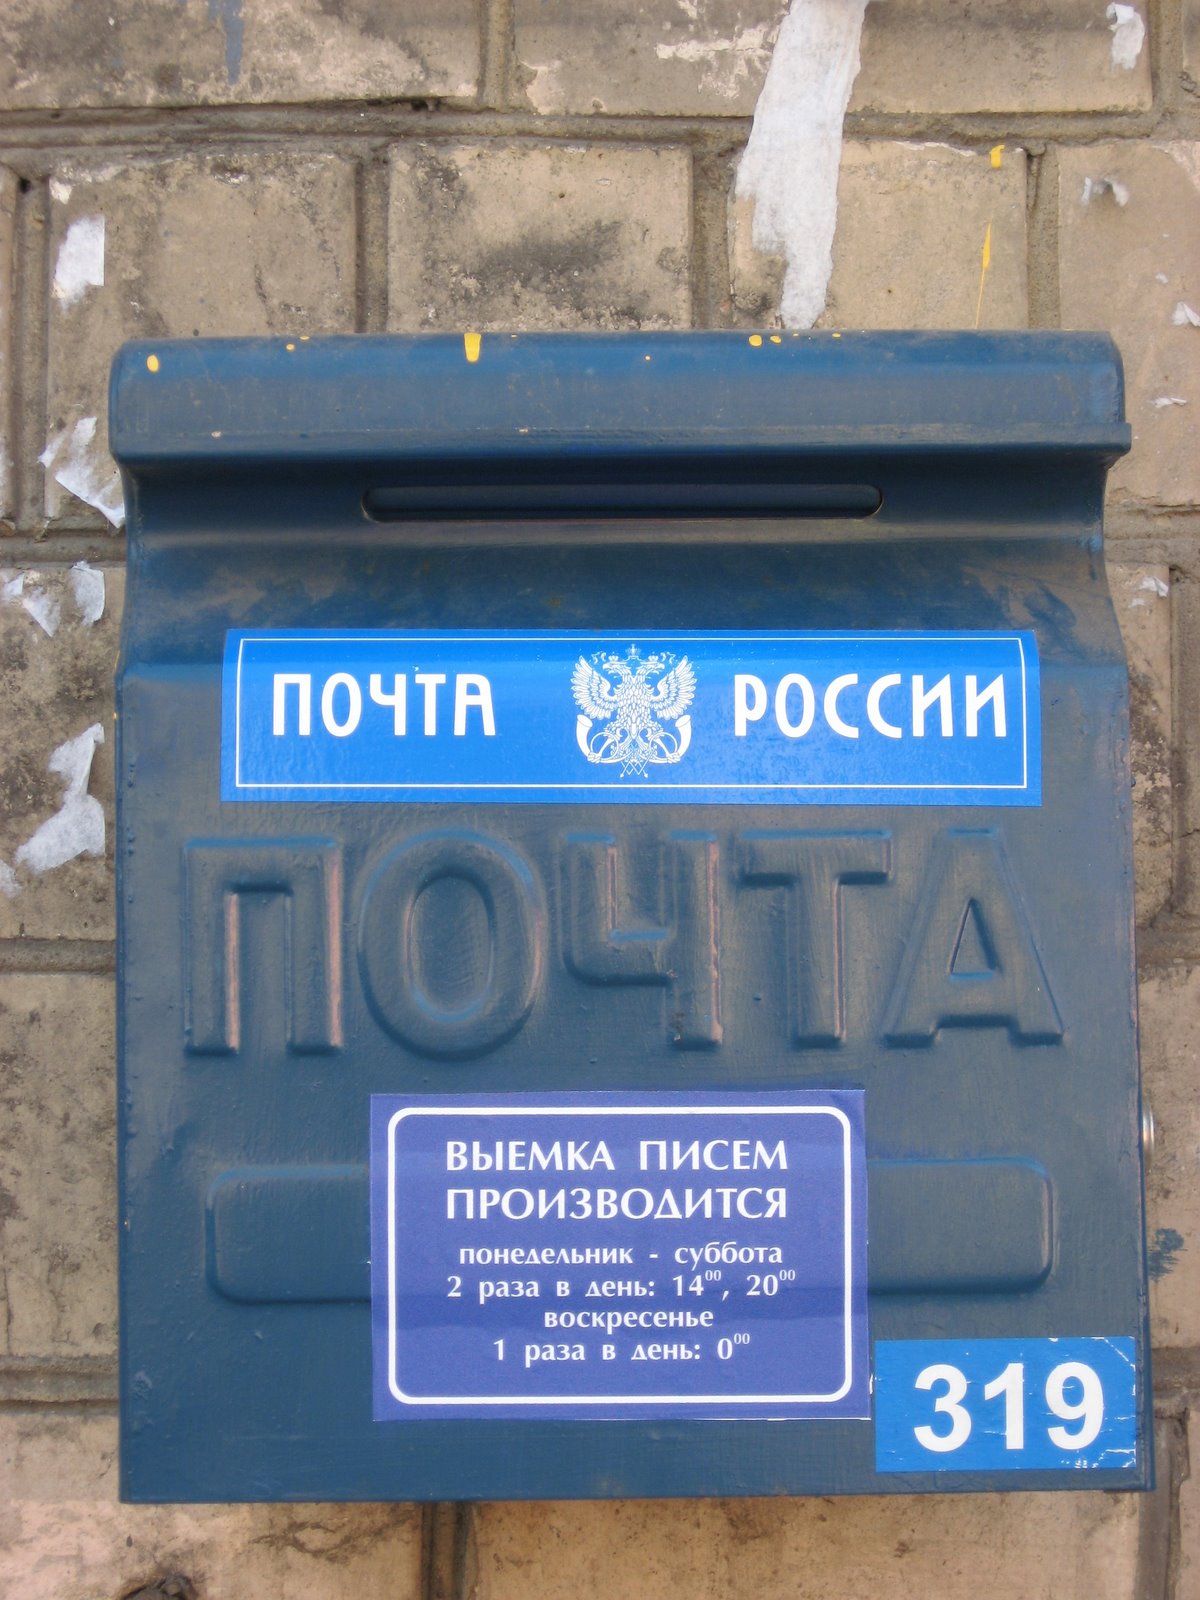 ПОЧТА РОССИИ
ПОЧТА
ВЫЕМКА ПИСЕМ
ПРОИЗВОДИТСЯ
понедельник - суббота
2 раза в день: 14⁰⁰, 20⁰⁰
воскресенье
1 раза в день: 0⁰⁰
319